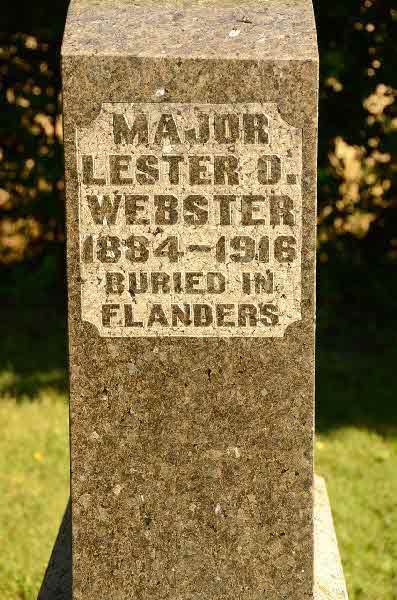 MAJOR
LESTER O.
WEBSTER
1884-1916
BURIED IN
FLANDERS